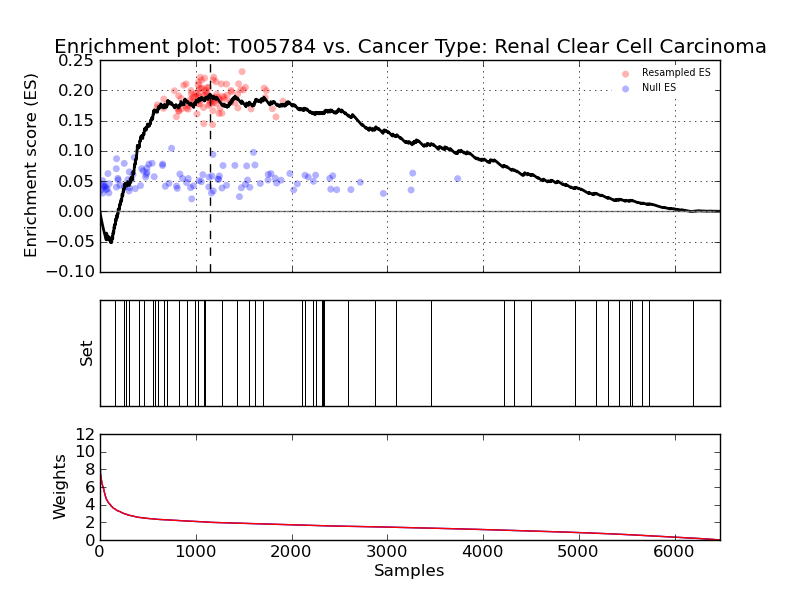 Enrichment plot: T005784 vs. Cancer Type: Renal Clear Cell Carcinoma
Enrichment score (ES)
0.25
0.20
0.15
0.10
0.05
0.00
−0.05
−0.10
Resampled ES
Null ES
Set
Weights
12
10
8
6
4
2
0
0 1000 2000 3000 4000 5000 6000
Samples